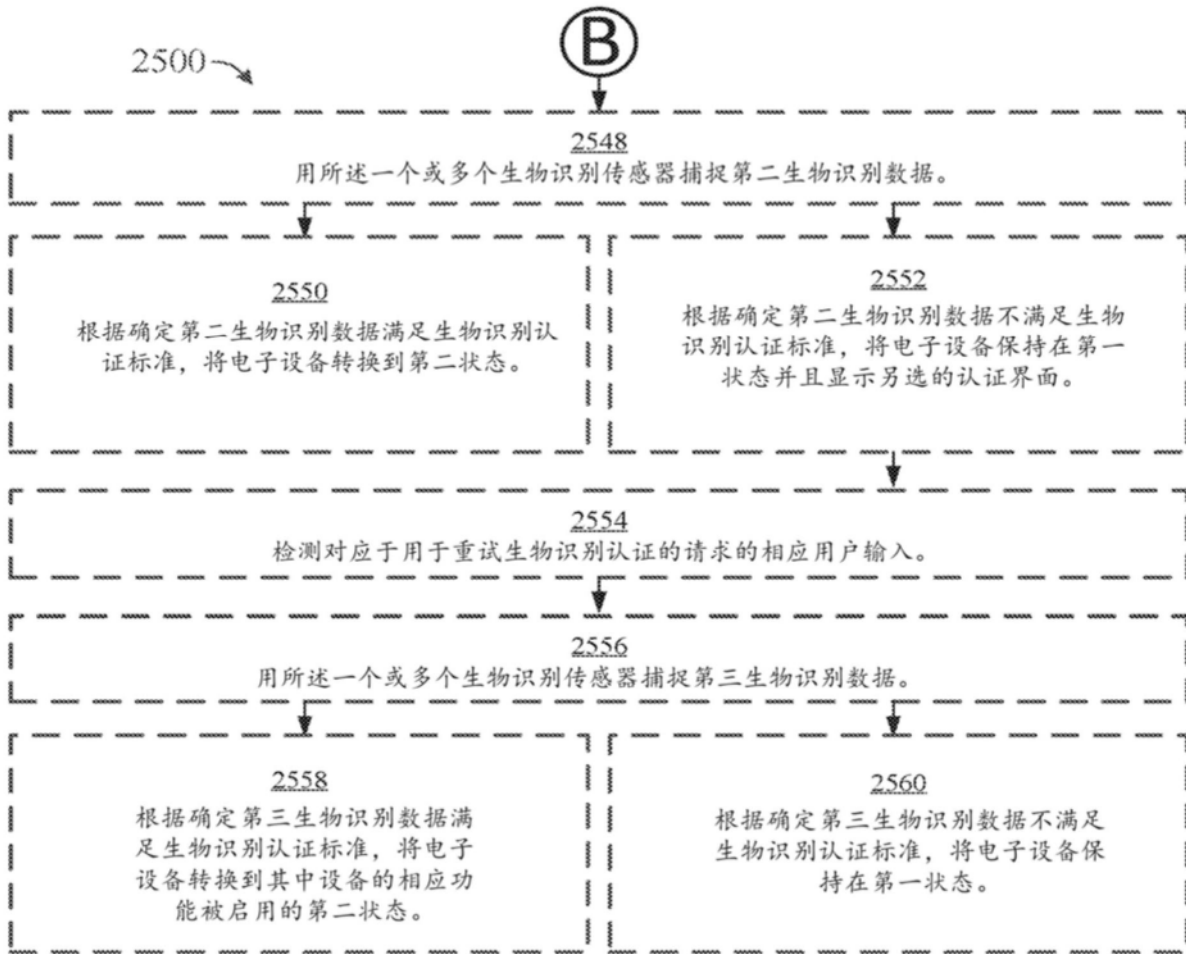 B
2500
2548
用所述一个或多个生物识别传感器捕捉第二生物识别数据。
2550
根据确定第二生物识别数据满足生物识别认
证标准，将电子设备转换到第二状态。
2552
根据确定第二生物识别数据不满足生物
识别认证标准，将电子设备保持在第一
状态并且显示另选的认证界面。
2554
检测对应于用于重试生物识别认证的请求的相应用户输入。
2556
用所述一个或多个生物识别传感器捕捉第三生物识别数据。
2558
根据确定第三生物识别数据满
足生物识别认证标准，将电子
设备转换到其中设备的相应功
能被启用的第二状态。
2560
根据确定第三生物识别数据不满足
生物识别认证标准，将电子设备保
持在第一状态。